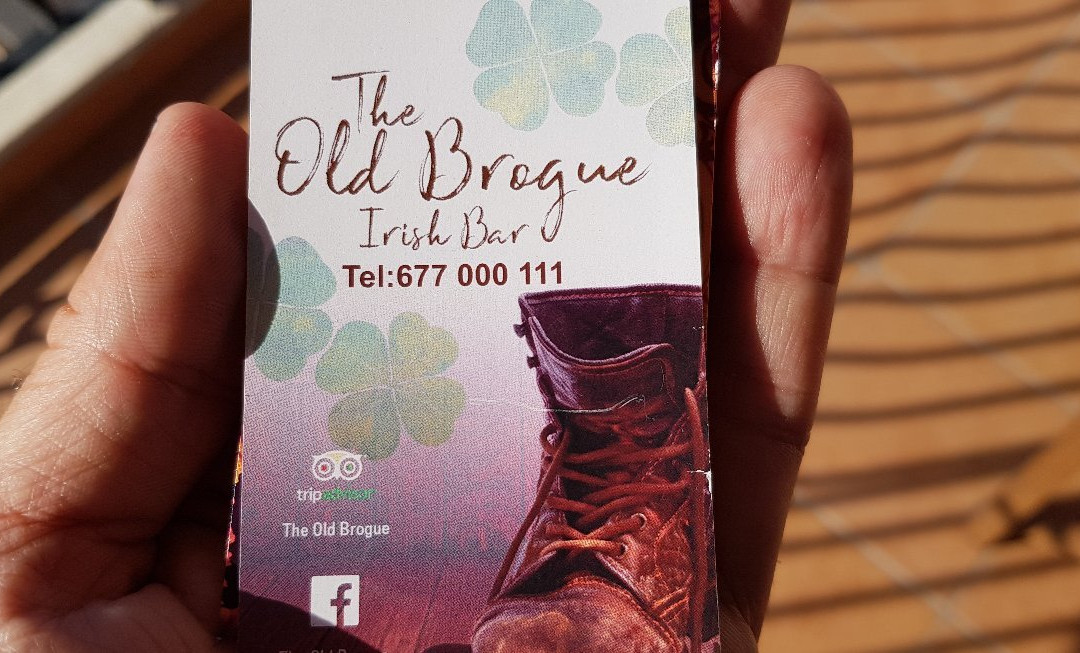 The
Old Brogue
Irish Bar
Tel:677 000 111
tripadvisor
The Old Brogue
f